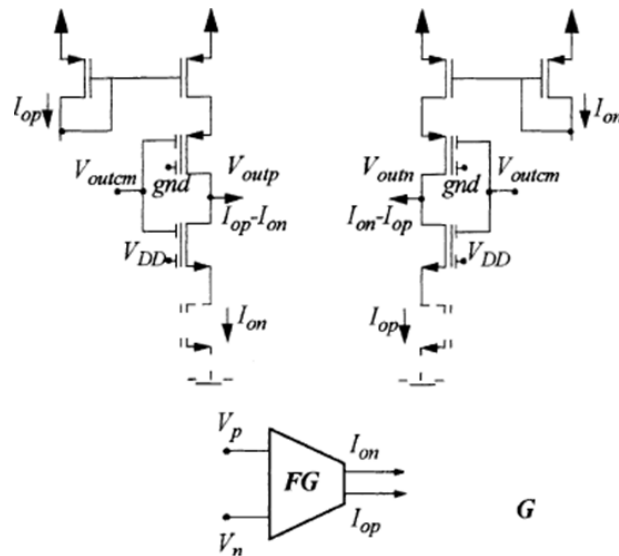 Iop
Ion
Voutcm
gnd
Voutp
Iop-Ion
VDD
Ion
Voutn
gnd
Voutcm
Ion-Iop
VDD
Iop
Vp
Vn
FG
Ion
Iop
G